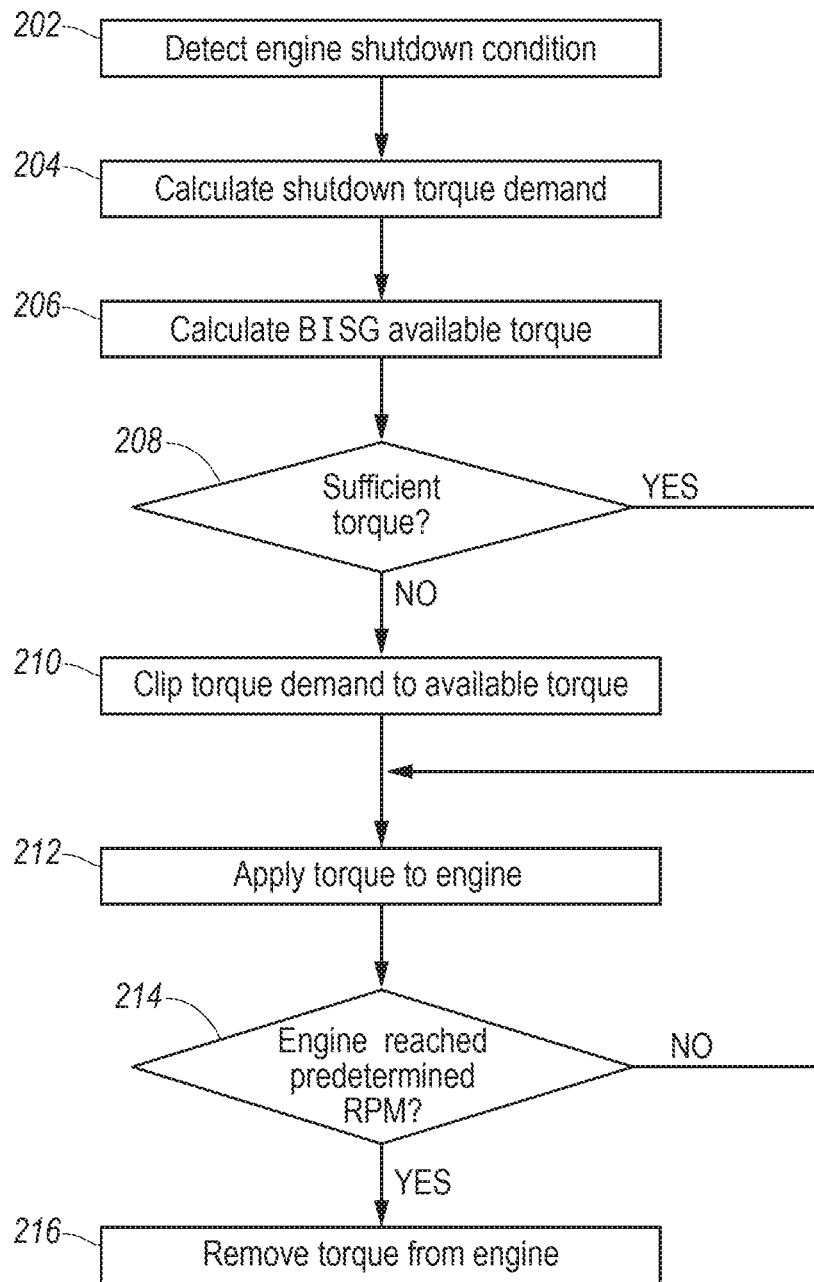 202
Detect engine shutdown condition
204
Calculate shutdown torque demand
206
Calculate BISG available torque
208
Sufficient
torque?
YES
NO
210
Clip torque demand to available torque
212
Apply torque to engine
214
Engine reached
predetermined
RPM?
NO
YES
216
Remove torque from engine